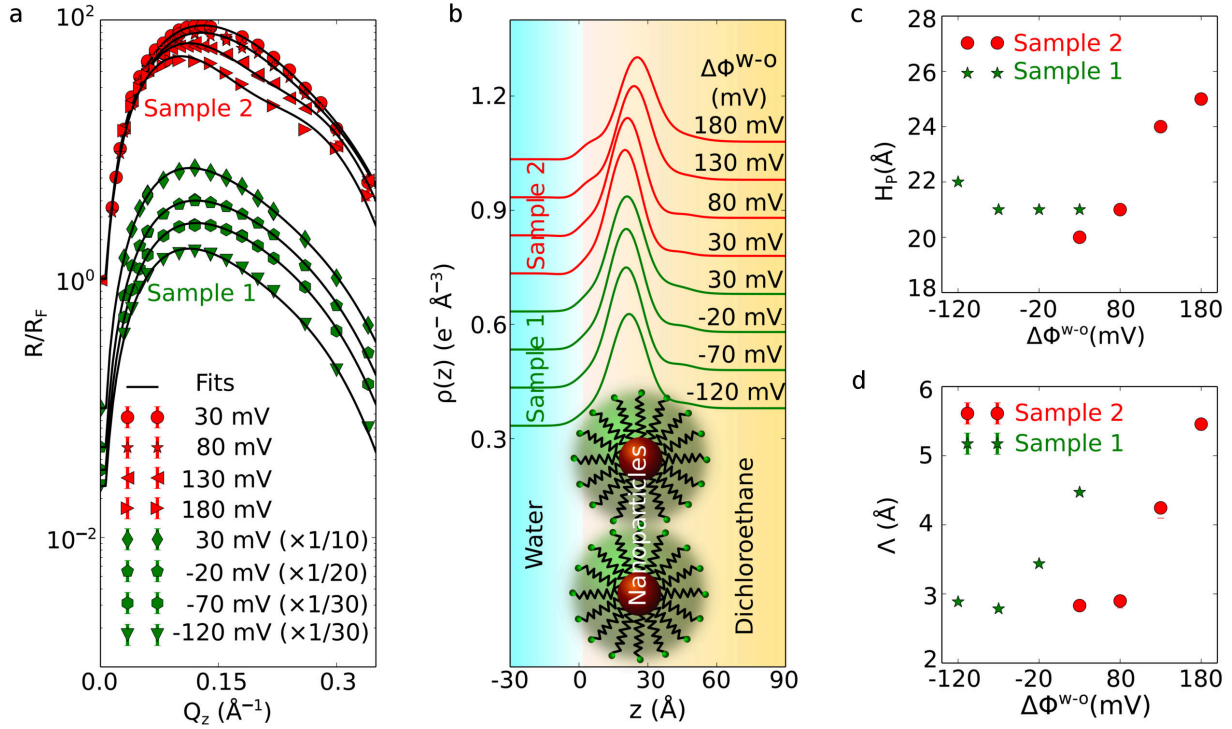 a
10²
10⁰
10⁻²
R/R_F
Sample 2
Sample 1
Fits
30 mV
80 mV
130 mV
180 mV
30 mV (×1/10)
-20 mV (×1/20)
-70 mV (×1/30)
-120 mV (×1/30)
0.0
0.15
0.3
Q_z (Å⁻¹)
b
1.2
0.9
0.6
0.3
ρ(z) (e⁻ Å⁻³)
ΔΦʷ⁻ᵒ
(mV)
180 mV
130 mV
80 mV
30 mV
30 mV
-20 mV
-70 mV
-120 mV
Sample 2
Sample 1
Water
Nanoparticles
Dichloroethane
-30
0
30
60
90
z (Å)
c
28
26
24
22
20
18
H_P(Å)
Sample 2
Sample 1
-120
-20
80
180
ΔΦʷ⁻ᵒ(mV)
d
6
5
4
3
2
Λ (Å)
Sample 2
Sample 1
-120
-20
80
180
ΔΦʷ⁻ᵒ(mV)